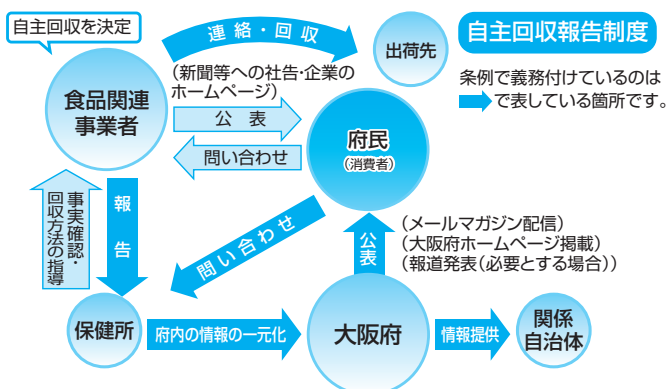 自主回収を決定
連絡・回収
出荷先
自主回収報告制度
条例で義務付けているのは
で表している箇所です。
食品関連
事業者
(新聞等への社告・企業の
ホームページ)
公表
問い合わせ
府民
(消費者)
事実確認・
回収方法の指導
報告
問い合わせ
公表
(メールマガジン配信)
(大阪府ホームページ掲載)
(報道発表(必要とする場合))
保健所
府内の情報の一元化
大阪府
情報提供
関係
自治体